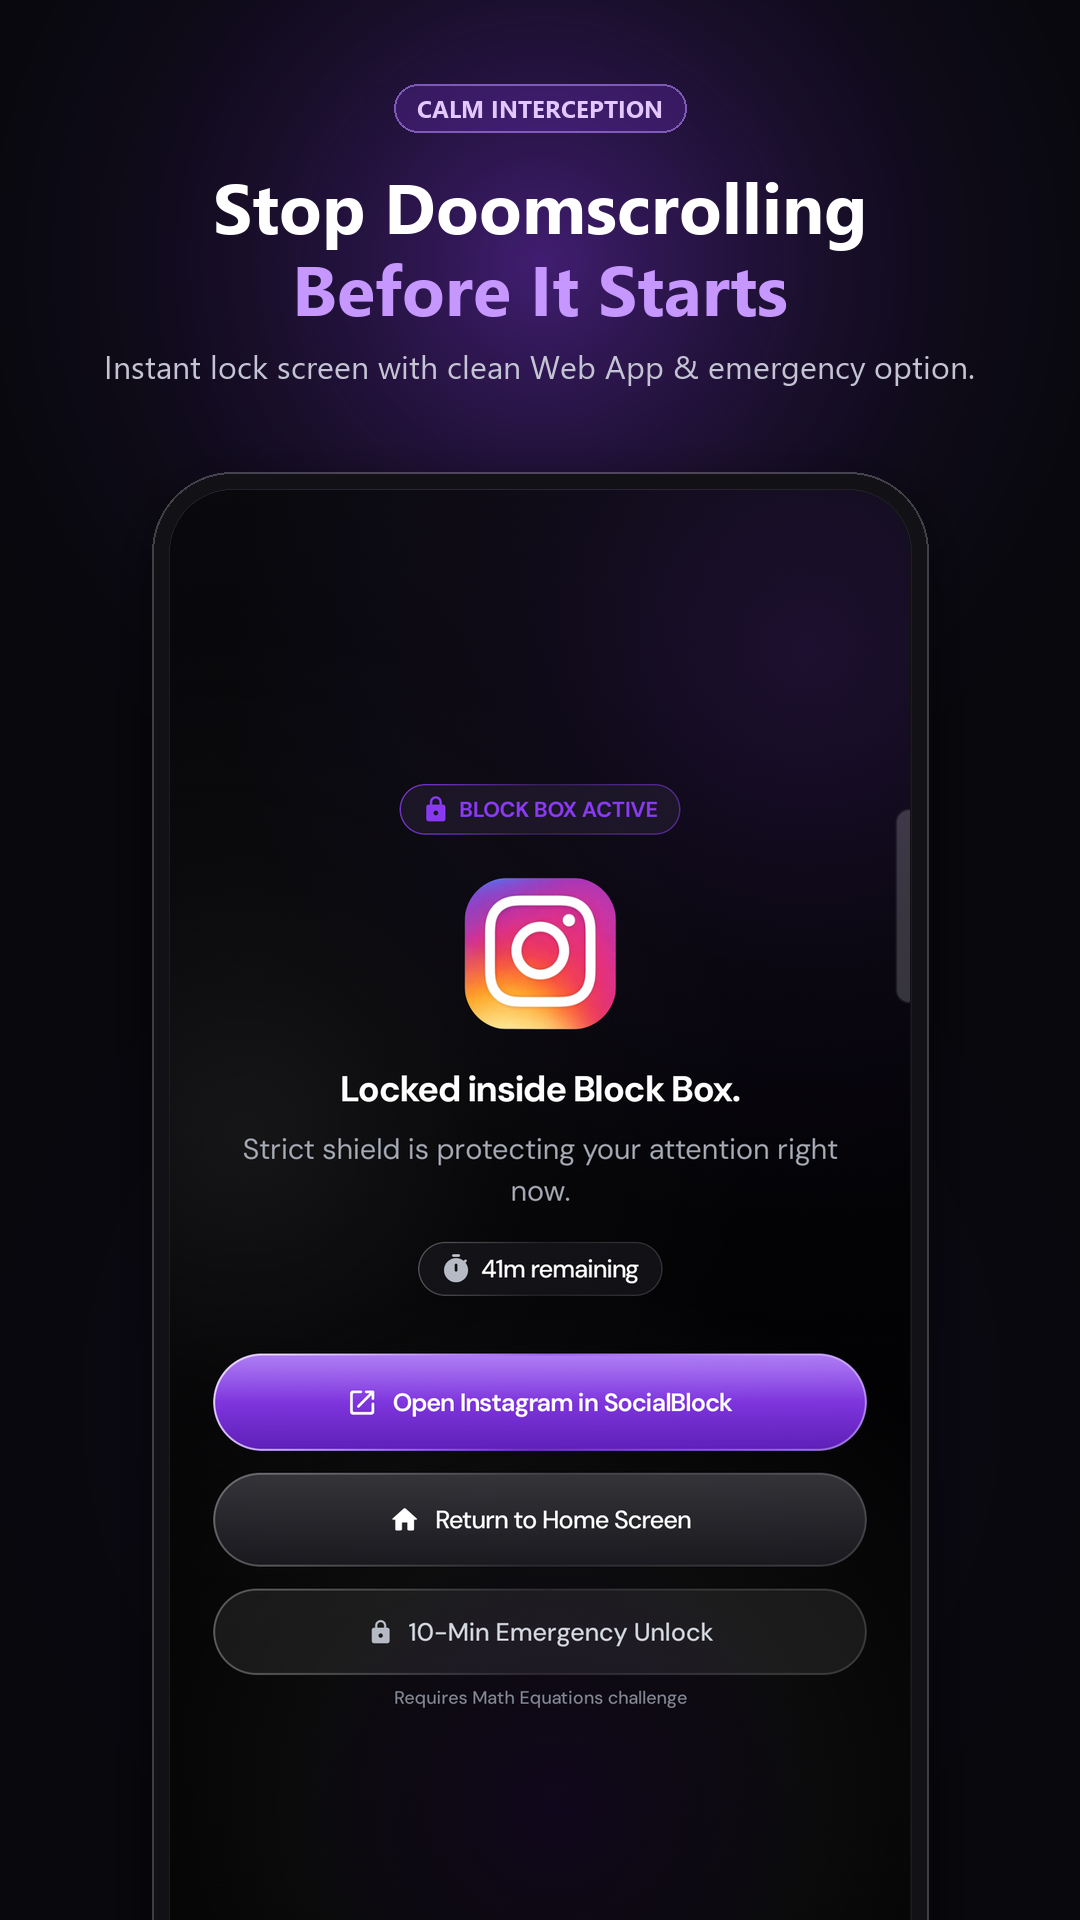 CALM INTERCEPTION
Stop Doomscrolling
Before It Starts
Instant lock screen with clean Web App & emergency option.
BLOCK BOX ACTIVE
Locked inside Block Box.
Strict shield is protecting your attention right
now.
41m remaining
Open Instagram in SocialBlock
Return to Home Screen
10-Min Emergency Unlock
Requires Math Equations challenge